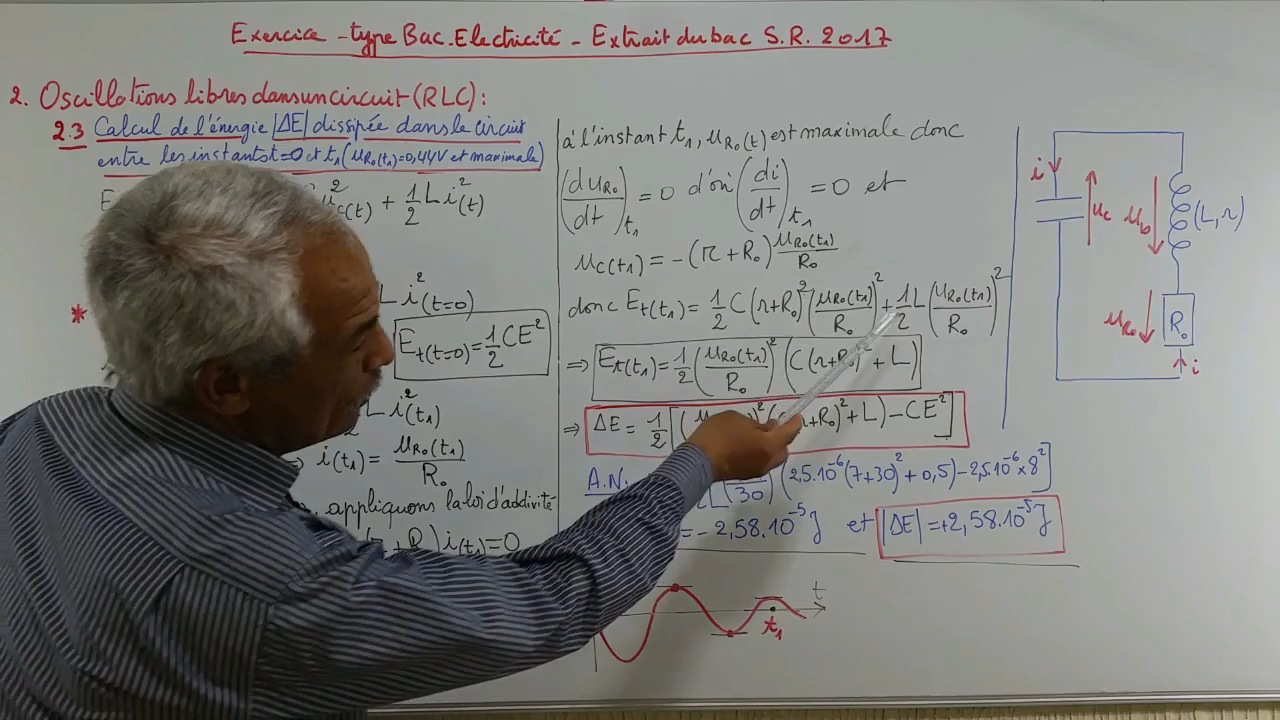 Exercice - type Bac. Electricité - Extrait du bac S.R. 2017
2. Oscillations libres dans un circuit (RLC) :
2.3 Calcul de l'énergie |ΔE| dissipée dans le circuit
entre les instants t=0 et t₁ (u_R₀(t₁)=0,44V et maximale)
u_C²(t) + 1/2 L i²(t)
* L i²(t=0)
E_t(t=0) = 1/2 CE²
L i²(t₁)
i(t₁) = u_R₀(t₁)/R₀
appliquons la loi d'addivité
i(t₁)=0
à l'instant t₁, u_R₀(t) est maximale donc
(du_R₀/dt)_t₁ = 0 d'où (di/dt)_t₁ = 0 et
u_C(t₁) = -(r + R₀) u_R₀(t₁)/R₀
donc E_t(t₁) = 1/2 C (r+R₀)² (u_R₀(t₁)/R₀)² + 1/2 L (u_R₀(t₁)/R₀)²
⇒ E_t(t₁) = 1/2 (u_R₀(t₁)/R₀)² (C(r+R₀)² + L)
⇒ ΔE = 1/2 [( )² ( r+R₀)² + L) - CE²]
A.N. 30) (2,5.10⁻⁶(7+30)² + 0,5) - 2,5.10⁻⁶ × 8²]
= - 2,58.10⁻⁵ J et |ΔE| = +2,58.10⁻⁵ J
t
t₁
i
u_C
u_b
(L, r)
u_R₀
R₀
i